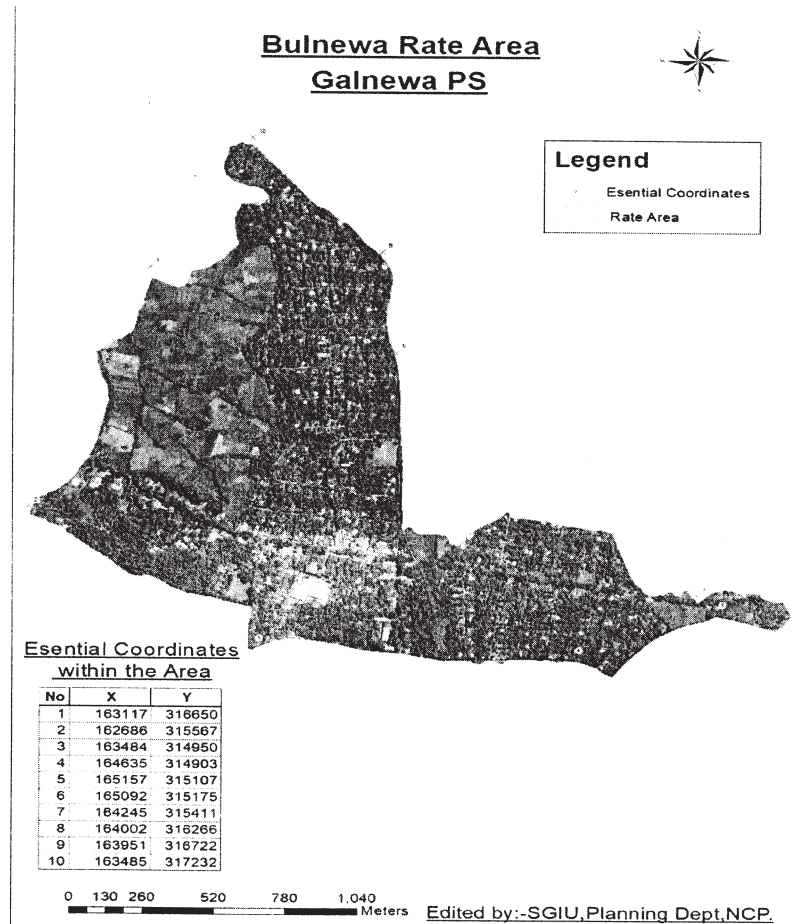 Bulnewa Rate Area
Galnewa PS
Legend
Esential Coordinates
Rate Area
Esential Coordinates
within the Area
No X Y
1 163117 316650
2 162686 315567
3 163484 314950
4 164635 314903
5 165157 315107
6 165092 315175
7 164245 315411
8 164002 316266
9 163951 316722
10 163485 317232
0 130 260 520 780 1,040
Meters
Edited by:-SGIU,Planning Dept,NCP.